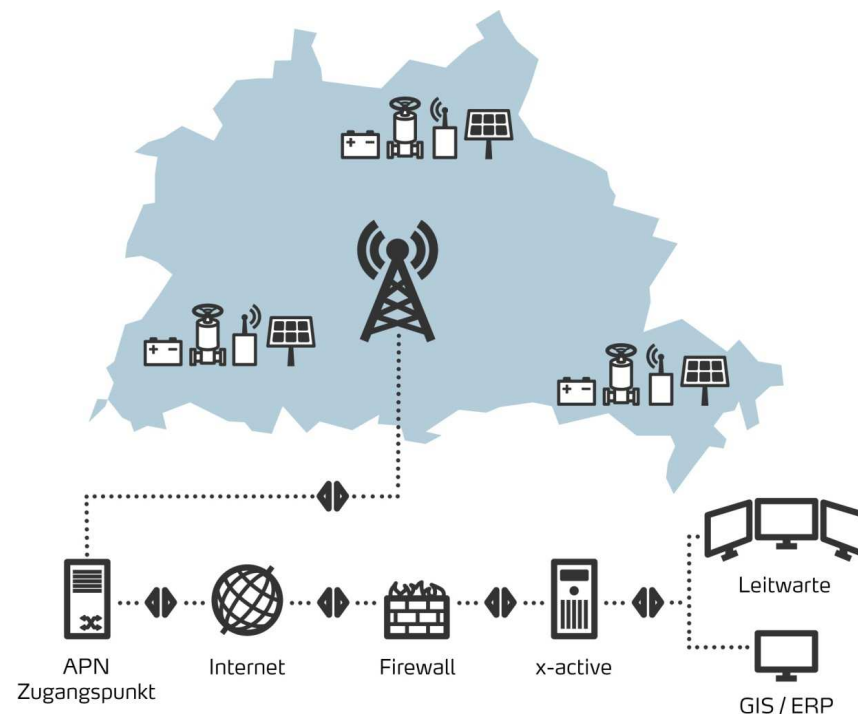 Leitwarte
APN
Zugangspunkt
Internet
Firewall
x-active
GIS / ERP